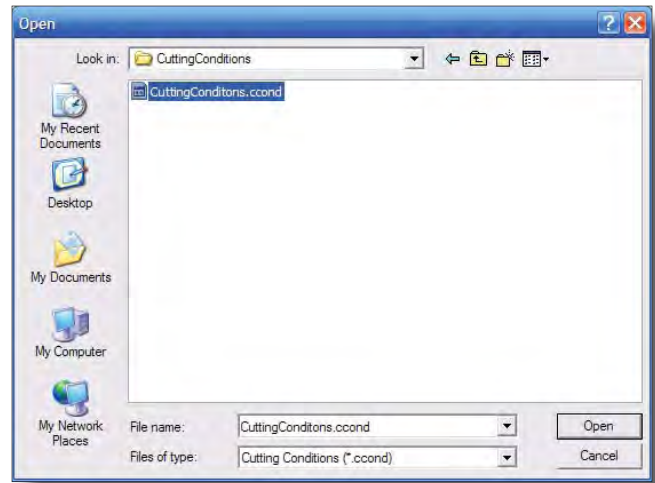 Open
Look in: CuttingConditions
CuttingConditons.ccond
My Recent
Documents
Desktop
My Documents
My Computer
My Network
Places
File name: CuttingConditons.ccond Open
Files of type: Cutting Conditions (*.ccond) Cancel